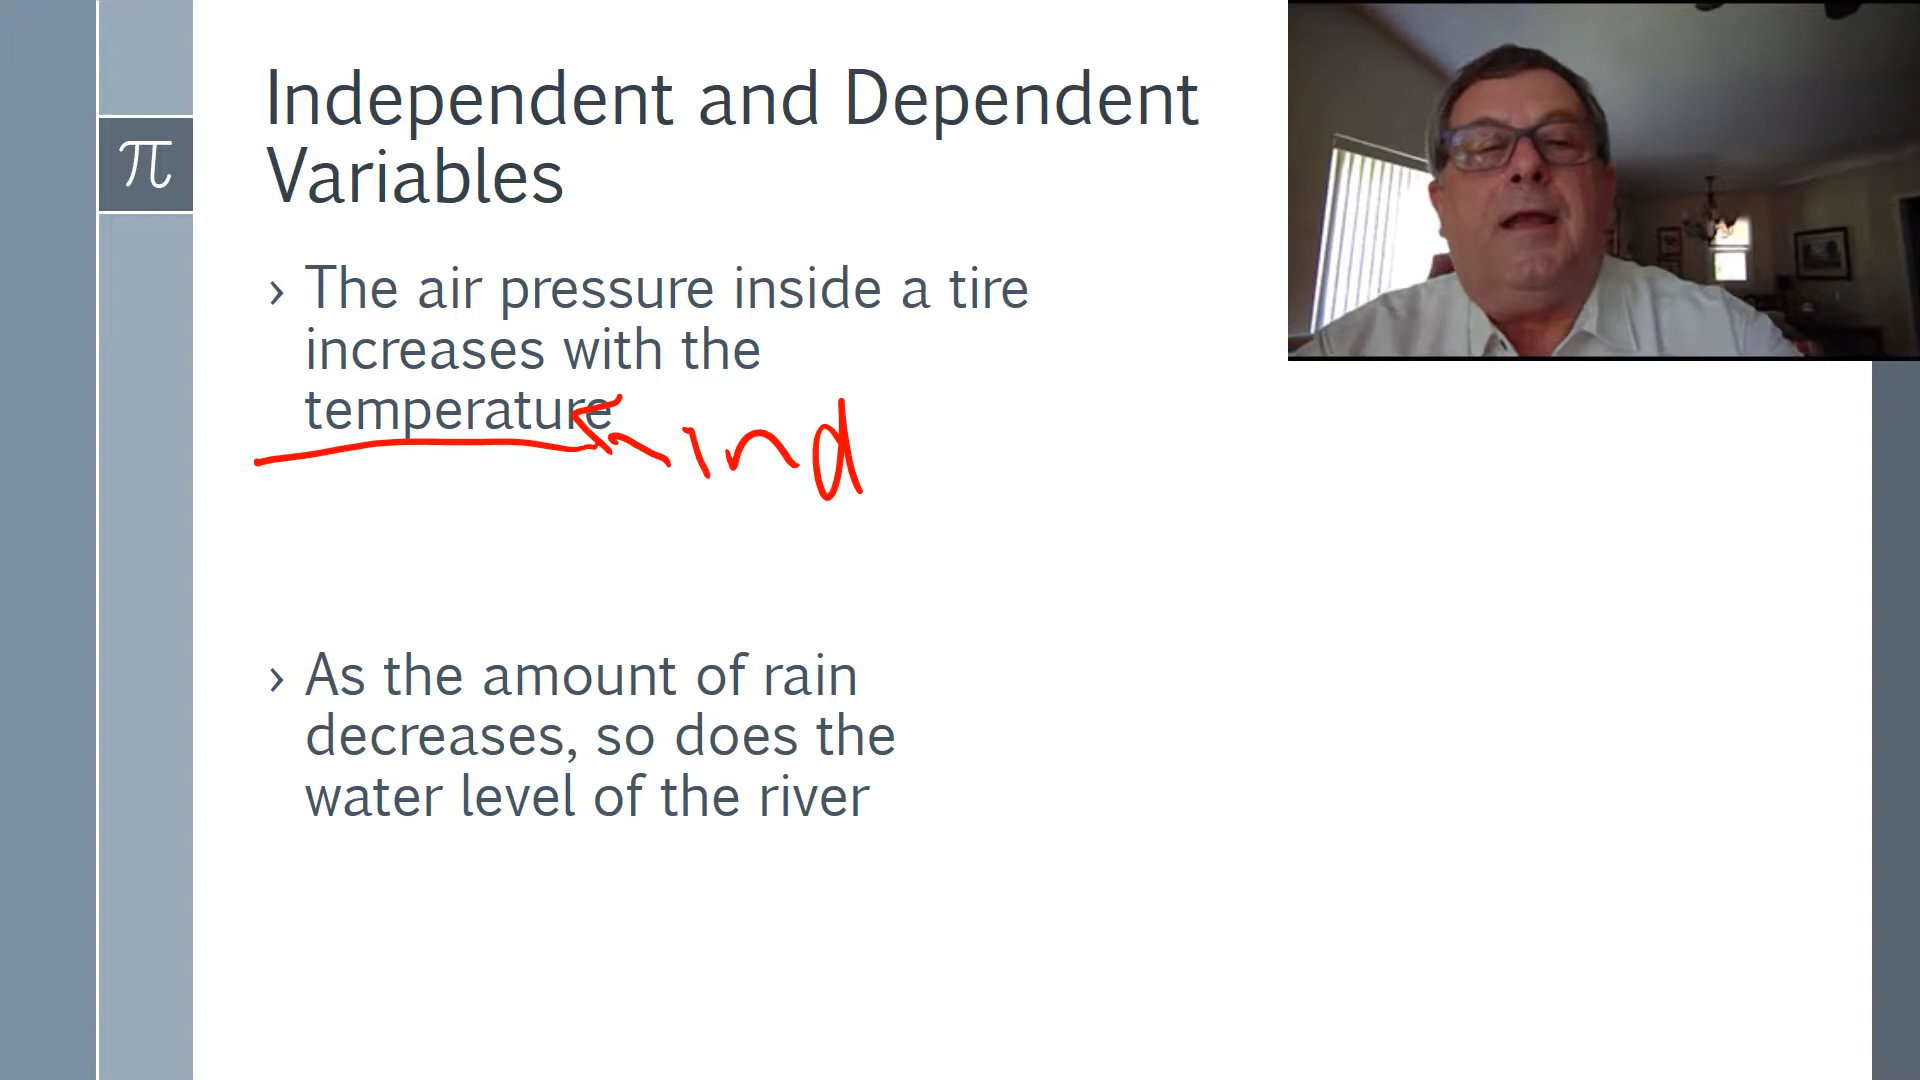 π
Independent and Dependent
Variables
› The air pressure inside a tire
increases with the
temperature
ind
› As the amount of rain
decreases, so does the
water level of the river